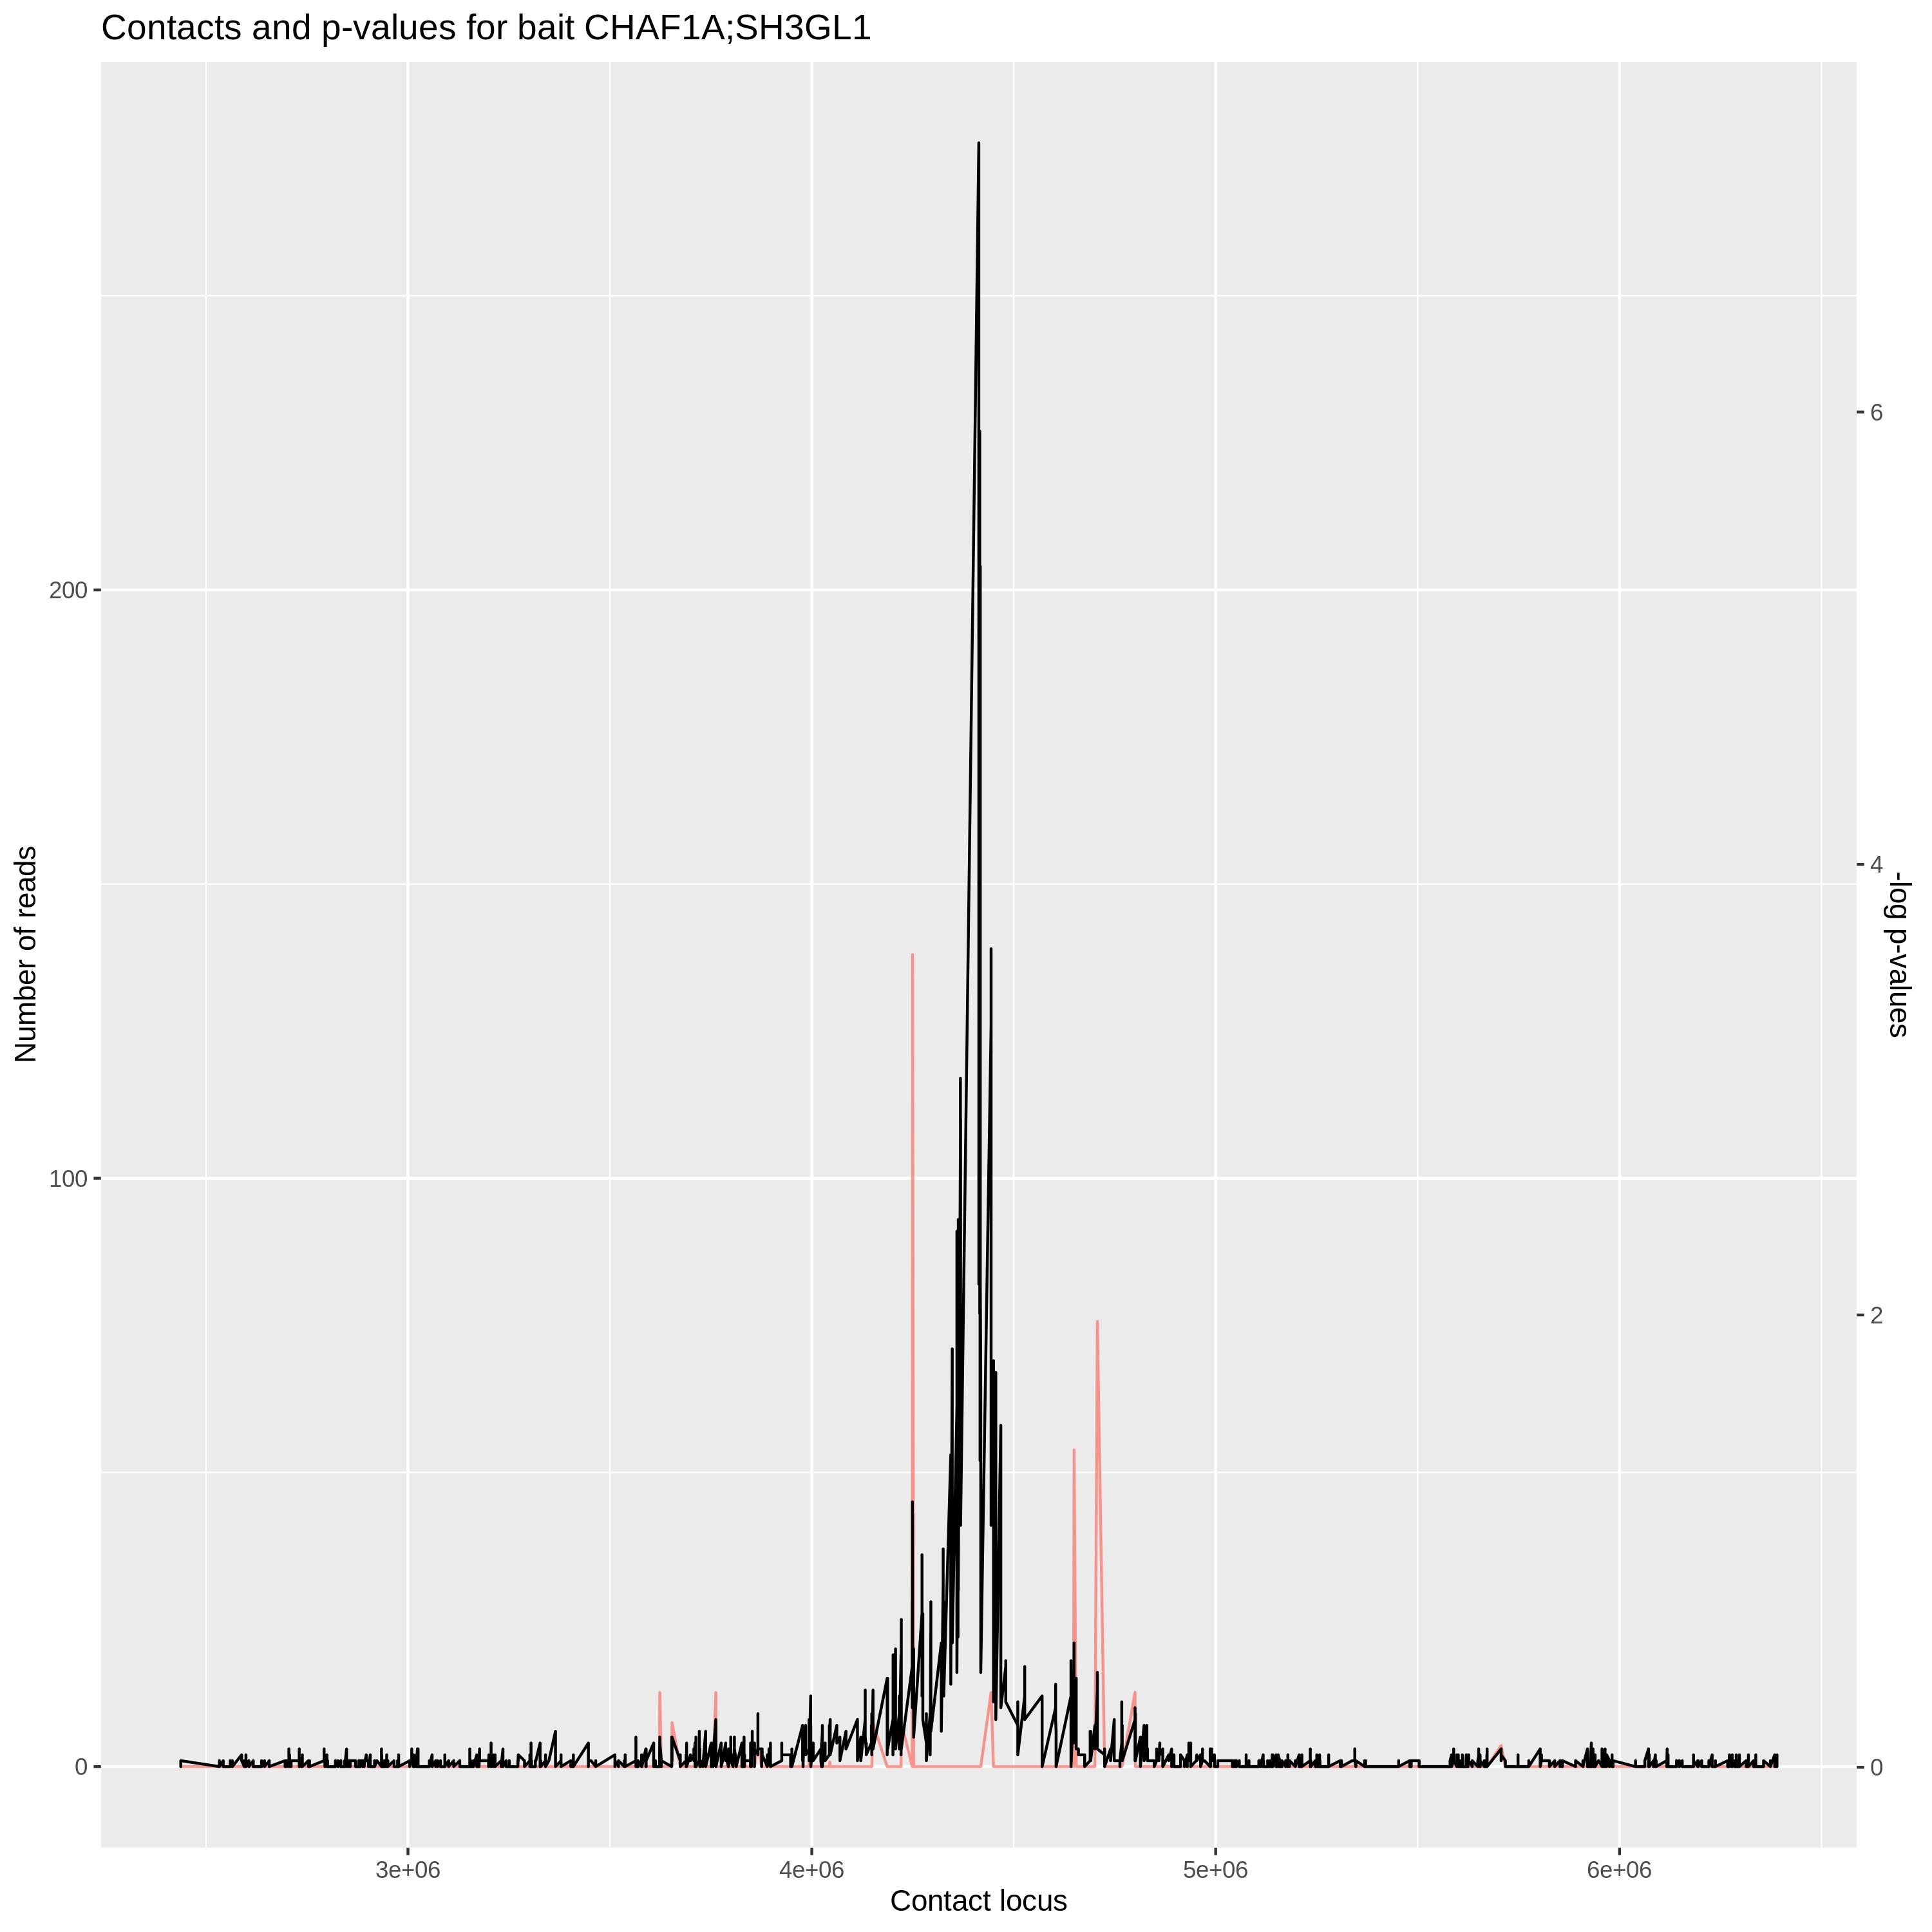 Contacts and p-values for bait CHAF1A;SH3GL1
Number of reads
200
100
0
6
4
2
0
-log p-values
3e+06
4e+06
5e+06
6e+06
Contact locus